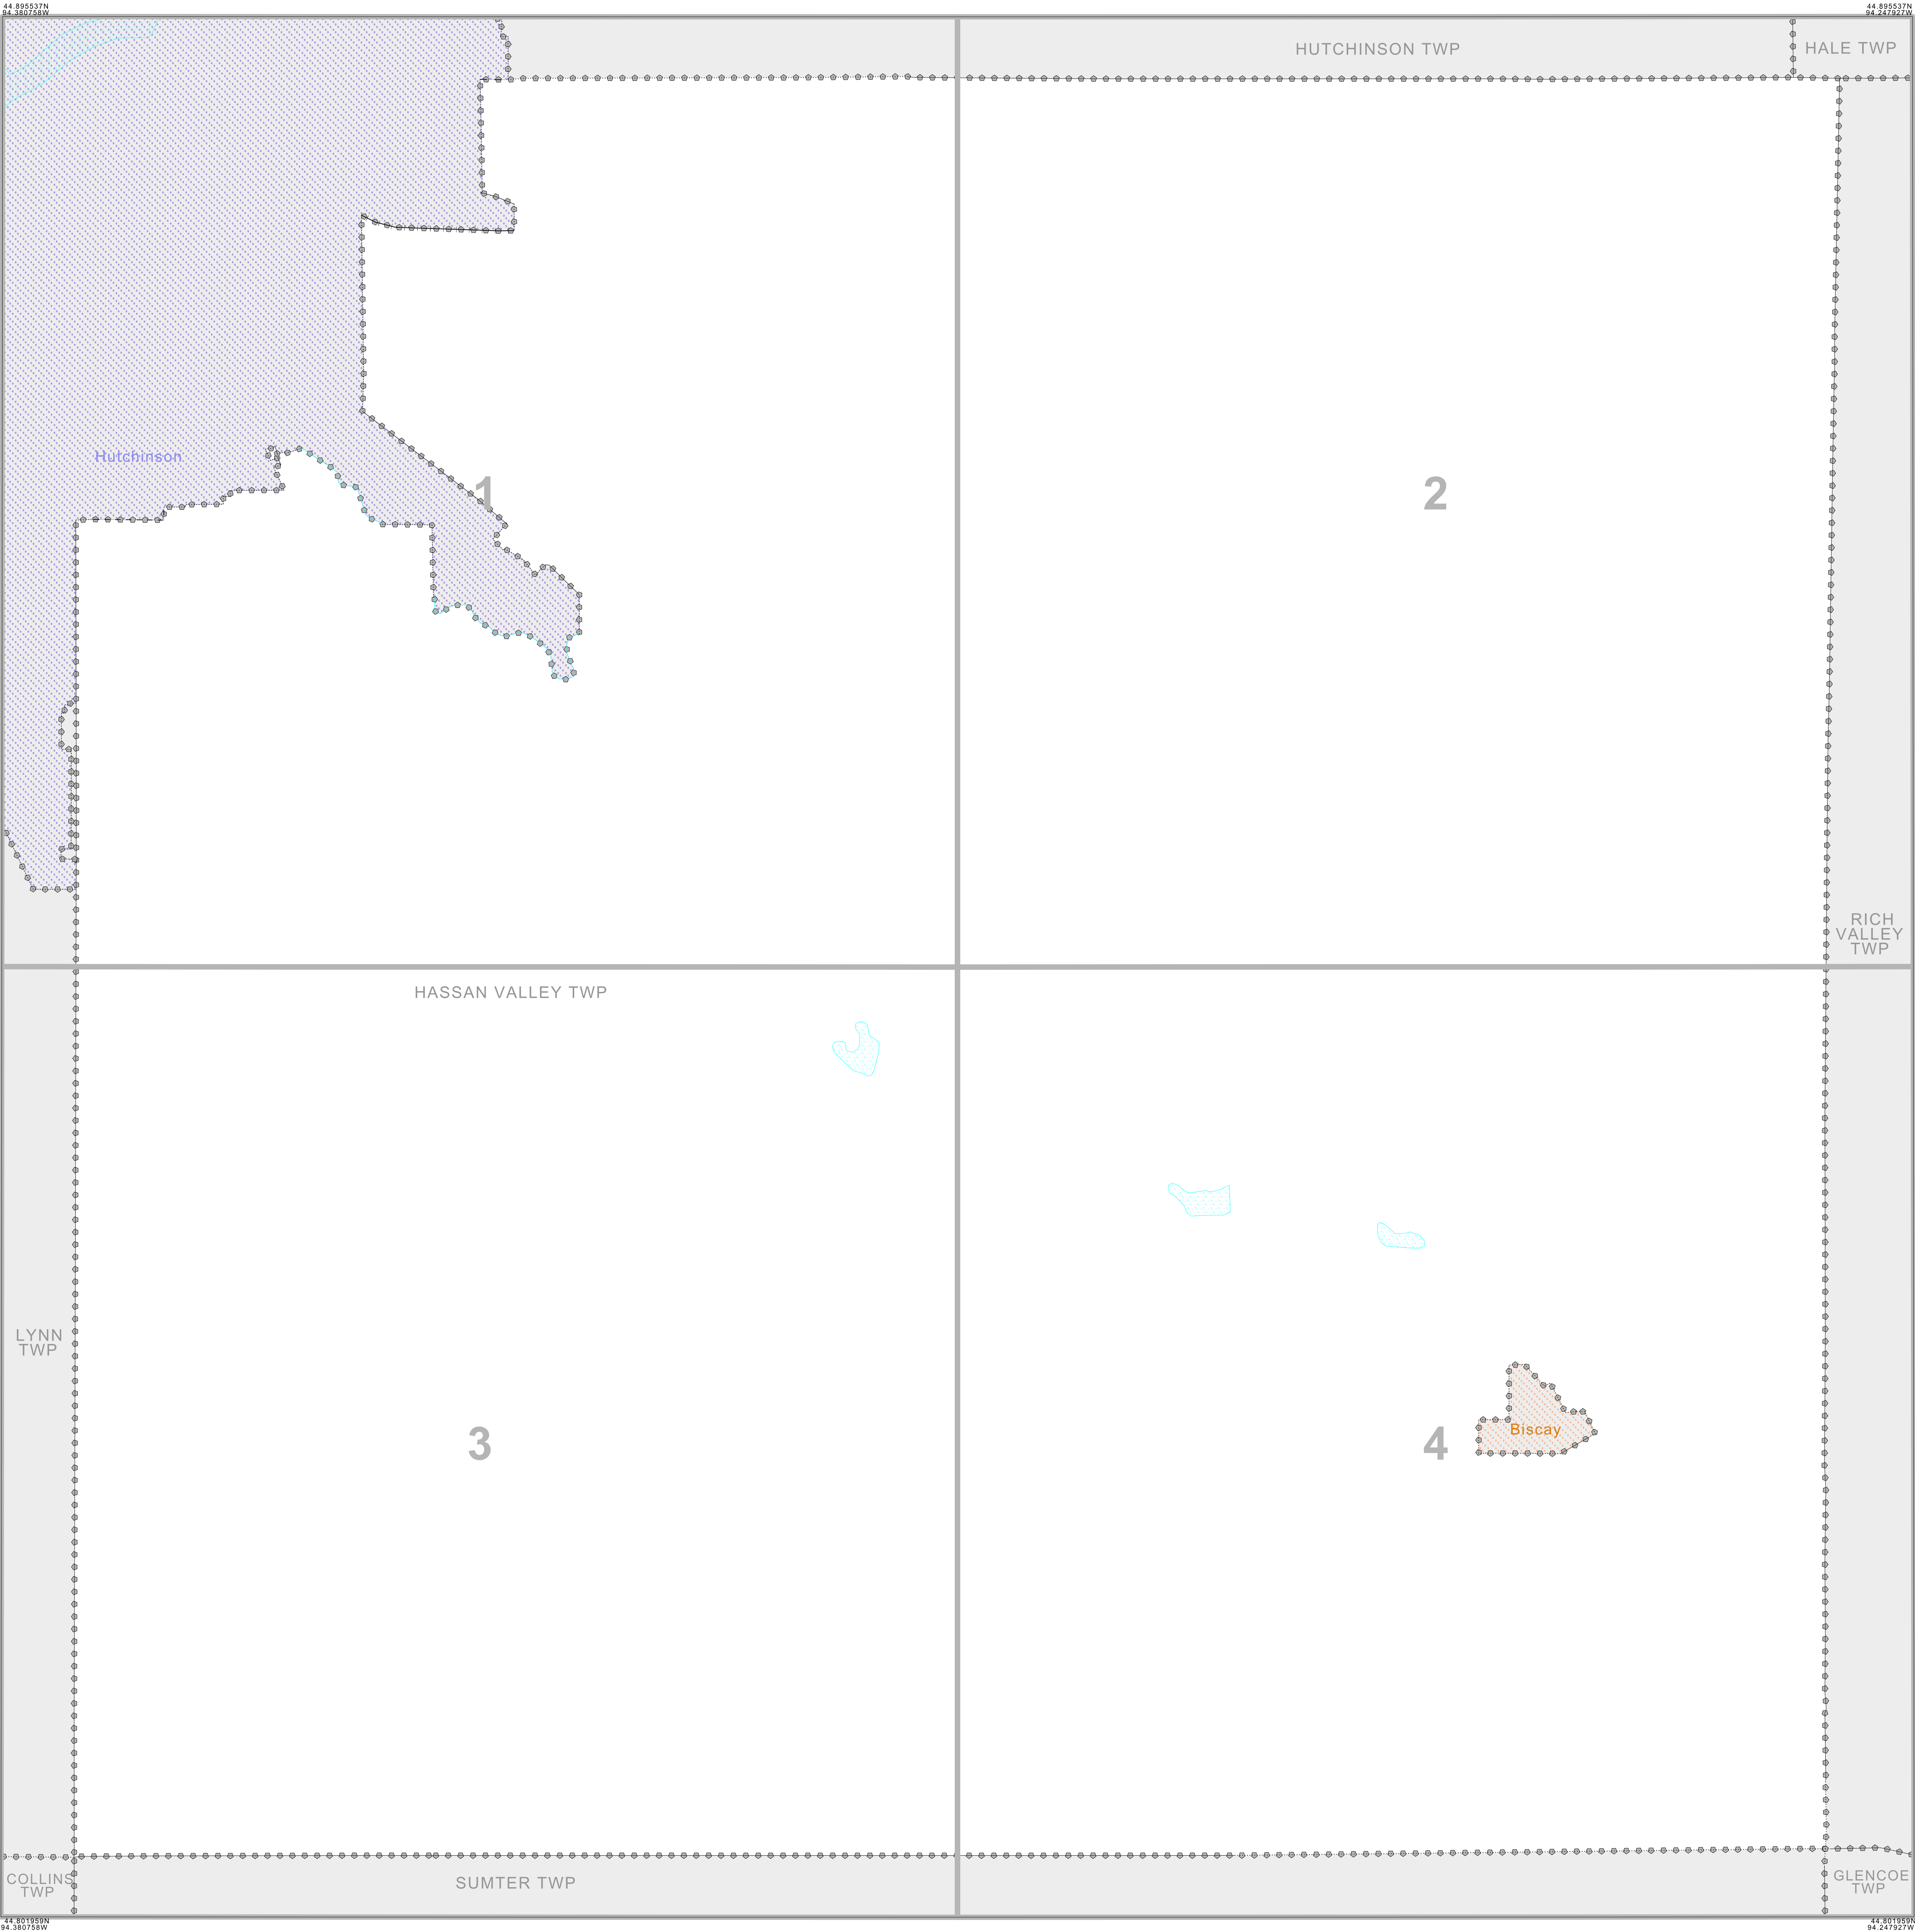 44.895537N
94.380758W
44.895537N
94.247927W
HUTCHINSON TWP
HALE TWP
Hutchinson
1
2
RICH
VALLEY
TWP
HASSAN VALLEY TWP
LYNN
TWP
Biscay
3
4
COLLINS
TWP
SUMTER TWP
GLENCOE
TWP
44.801959N
94.380758W
44.801959N
94.247927W